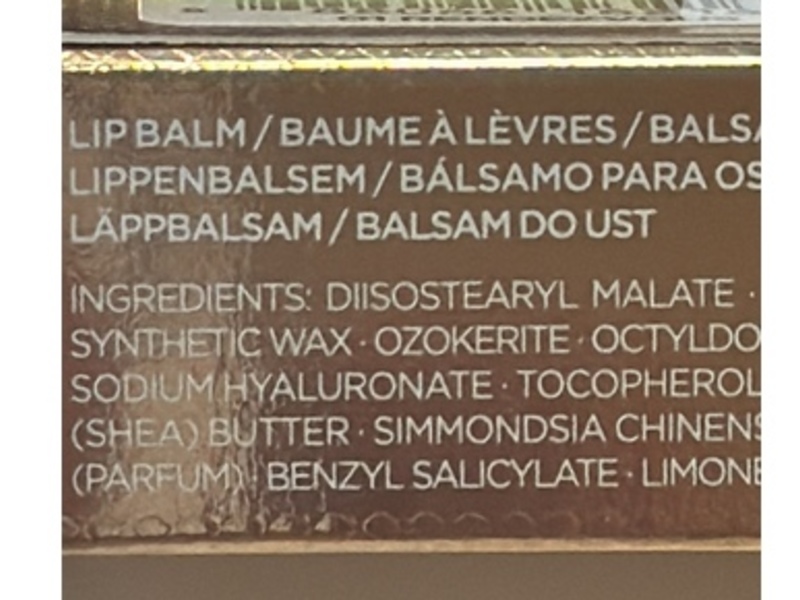 LIP BALM / BAUME À LÈVRES / BALSA
LIPPENBALSEM / BÁLSAMO PARA OS
LÄPPBALSAM / BALSAM DO UST
INGREDIENTS: DIISOSTEARYL MALATE ·
SYNTHETIC WAX · OZOKERITE · OCTYLDO
SODIUM HYALURONATE · TOCOPHEROL
(SHEA) BUTTER · SIMMONDSIA CHINENS
(PARFUM) · BENZYL SALICYLATE · LIMONE